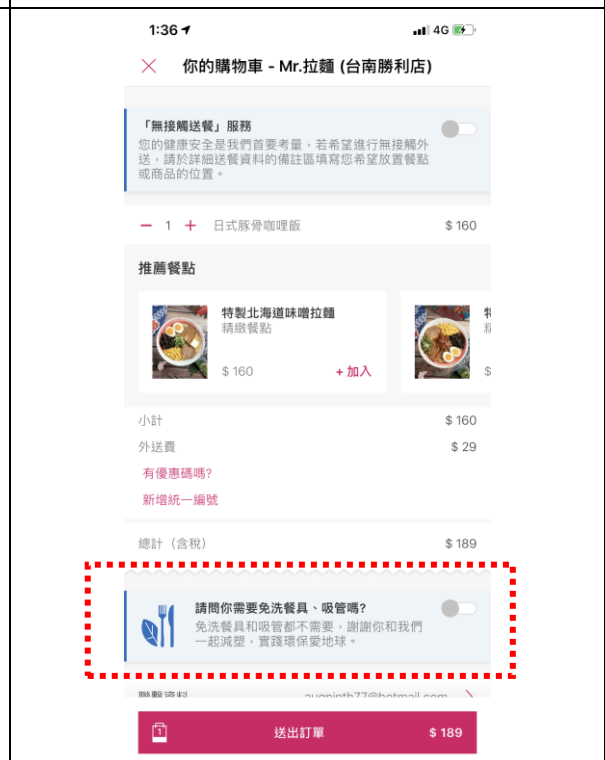 1:36
4G
你的購物車 - Mr.拉麵 (台南勝利店)
「無接觸送餐」服務
您的健康安全是我們首要考量，若希望進行無接觸外
送，請於詳細送餐資料的備註區填寫您希望放置餐點
或商品的位置。
− 1 + 日式豚骨咖哩飯 $ 160
推薦餐點
特製北海道味噌拉麵
精緻餐點
$ 160 + 加入
小計 $ 160
外送費 $ 29
有優惠碼嗎?
新增統一編號
總計（含稅） $ 189
請問你需要免洗餐具、吸管嗎?
免洗餐具和吸管都不需要，謝謝你和我們
一起減塑，實踐環保愛地球。
聯繫資料
1 送出訂單 $ 189